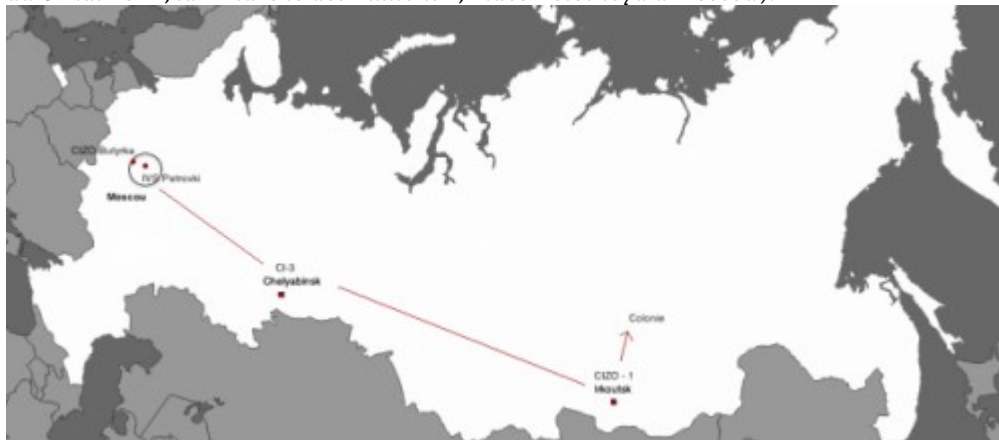 CIZO Butyrka
IVS Petrovki
Moscou
CI-3
Chelyabinsk
Colonie
CIZO - 1
Irkoutsk